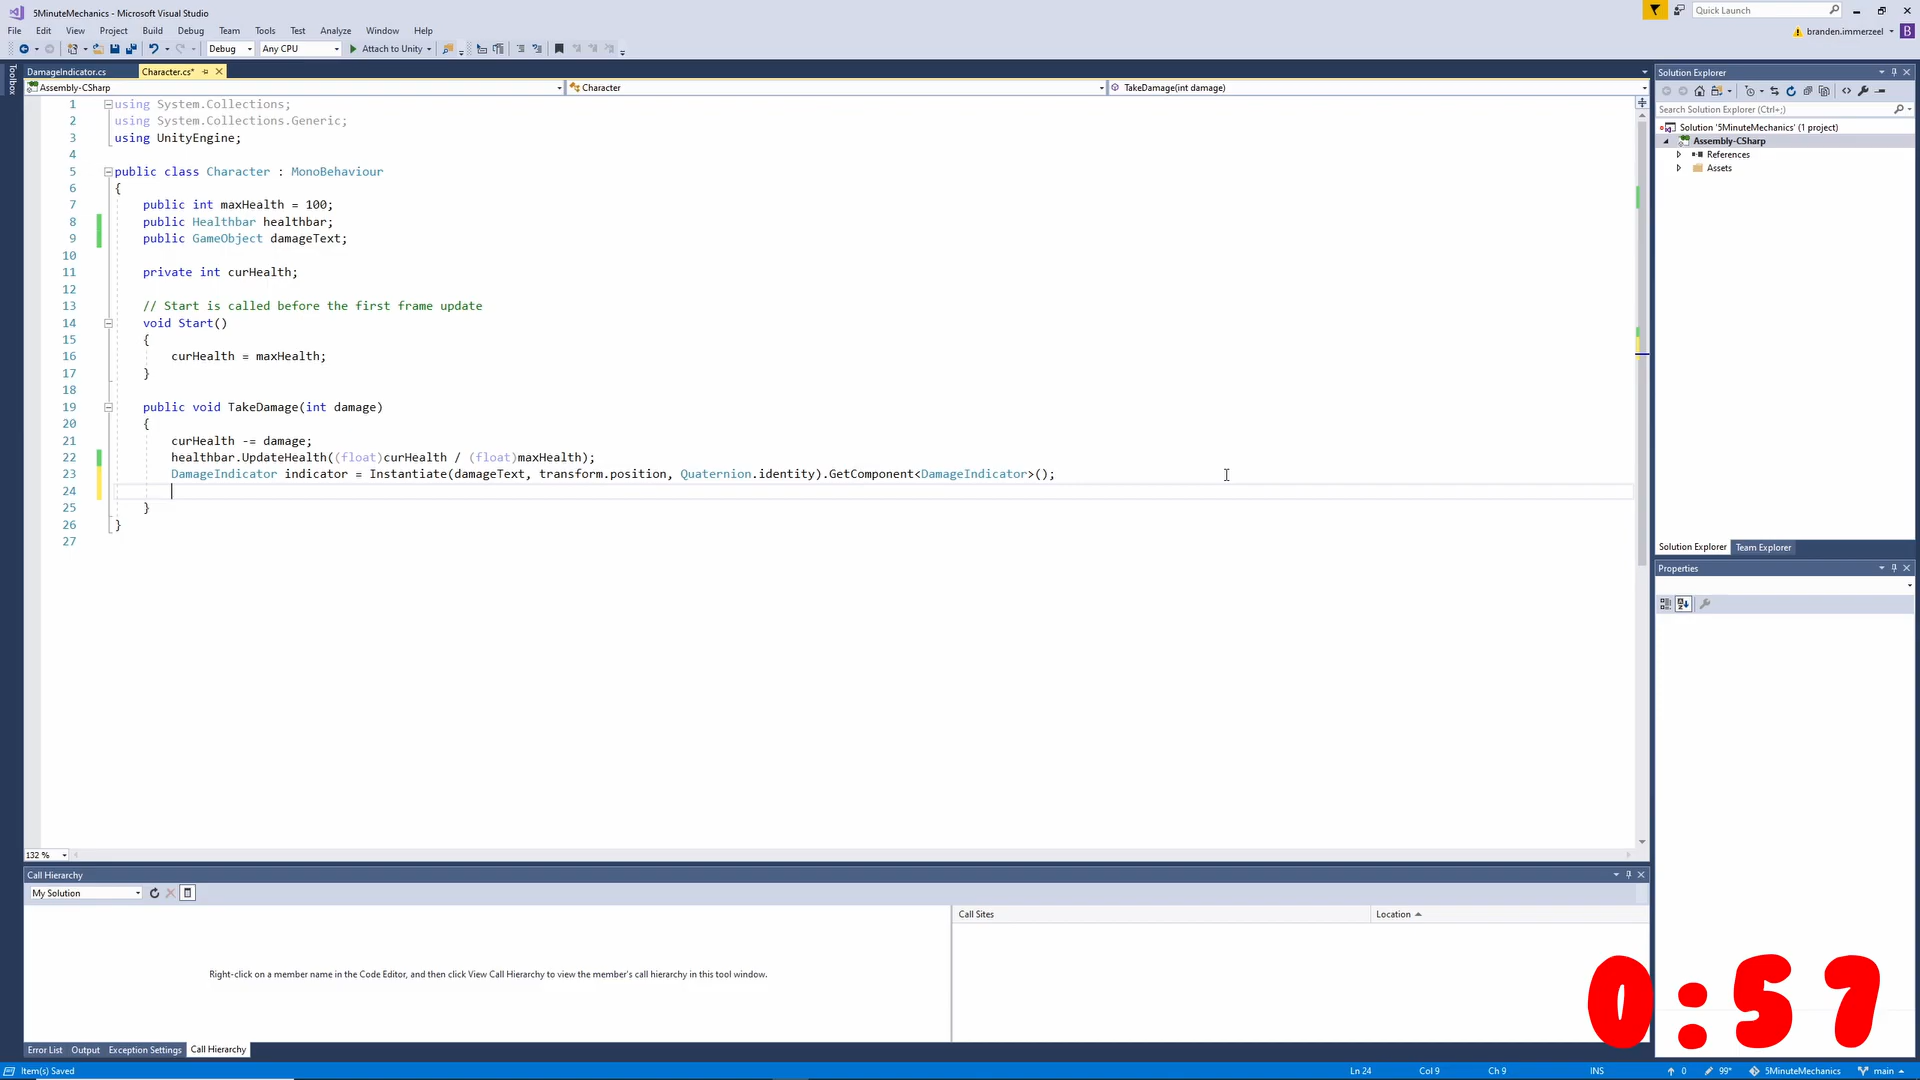 5MinuteMechanics - Microsoft Visual Studio
Quick Launch
File Edit View Project Build Debug Team Tools Test Analyze Window Help
branden.immerzeel B
Debug Any CPU Attach to Unity
Toolbox
DamageIndicator.cs Character.cs*
Assembly-CSharp Character TakeDamage(int damage)
1 using System.Collections;
2 using System.Collections.Generic;
3 using UnityEngine;
4
5 public class Character : MonoBehaviour
6 {
7 public int maxHealth = 100;
8 public Healthbar healthbar;
9 public GameObject damageText;
10
11 private int curHealth;
12
13 // Start is called before the first frame update
14 void Start()
15 {
16 curHealth = maxHealth;
17 }
18
19 public void TakeDamage(int damage)
20 {
21 curHealth -= damage;
22 healthbar.UpdateHealth((float)curHealth / (float)maxHealth);
23 DamageIndicator indicator = Instantiate(damageText, transform.position, Quaternion.identity).GetComponent<DamageIndicator>();
24
25 }
26 }
27
132 %
Solution Explorer
Search Solution Explorer (Ctrl+;)
Solution '5MinuteMechanics' (1 project)
Assembly-CSharp
References
Assets
Solution Explorer Team Explorer
Properties
Call Hierarchy
My Solution
Call Sites Location
Right-click on a member name in the Code Editor, and then click View Call Hierarchy to view the member's call hierarchy in this tool window.
0:57
Error List Output Exception Settings Call Hierarchy
Item(s) Saved Ln 24 Col 9 Ch 9 INS 0 99* 5MinuteMechanics main